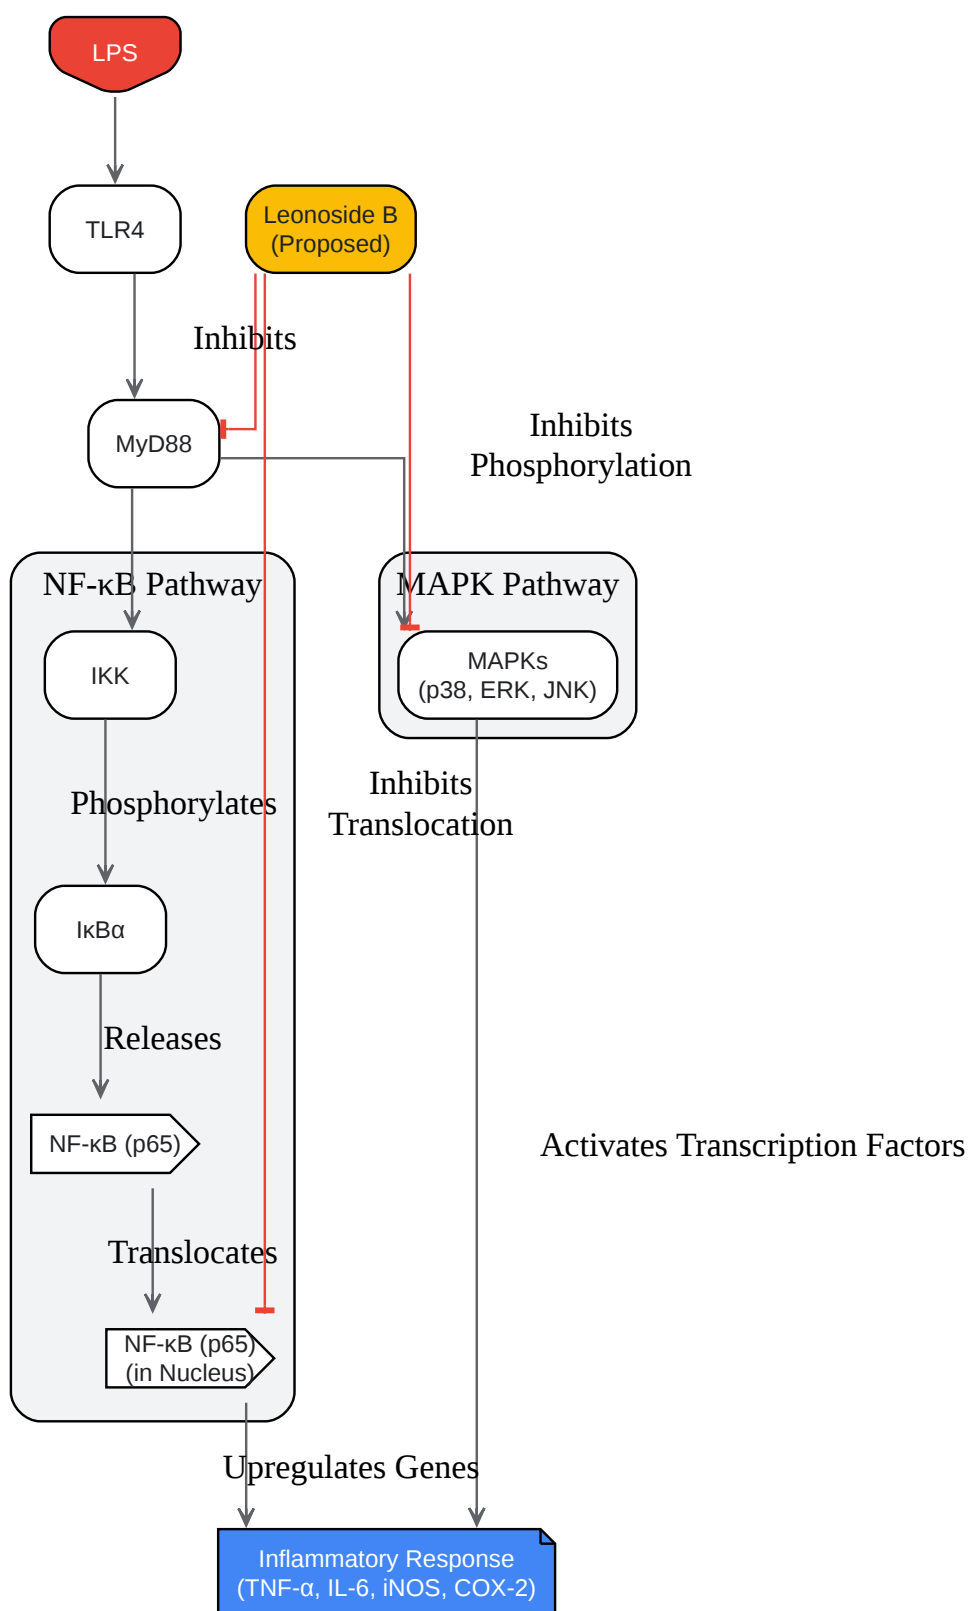 LPS
TLR4
Leonoside B
(Proposed)
Inhibits
MyD88
Inhibits
Phosphorylation
NF-κB Pathway
MAPK Pathway
IKK
MAPKs
(p38, ERK, JNK)
Phosphorylates
Inhibits
Translocation
IκBα
Releases
NF-κB (p65)
Activates Transcription Factors
Translocates
NF-κB (p65)
(in Nucleus)
Upregulates Genes
Inflammatory Response
(TNF-α, IL-6, iNOS, COX-2)